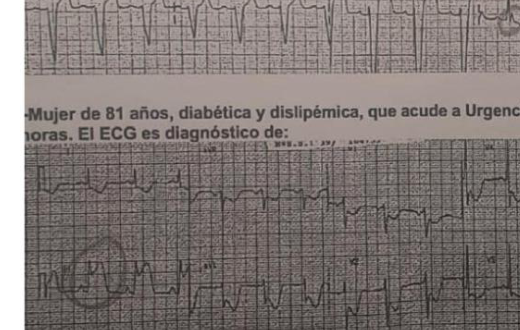 -Mujer de 81 años, diabética y dislipémica, que acude a Urgenc
horas. El ECG es diagnóstico de: